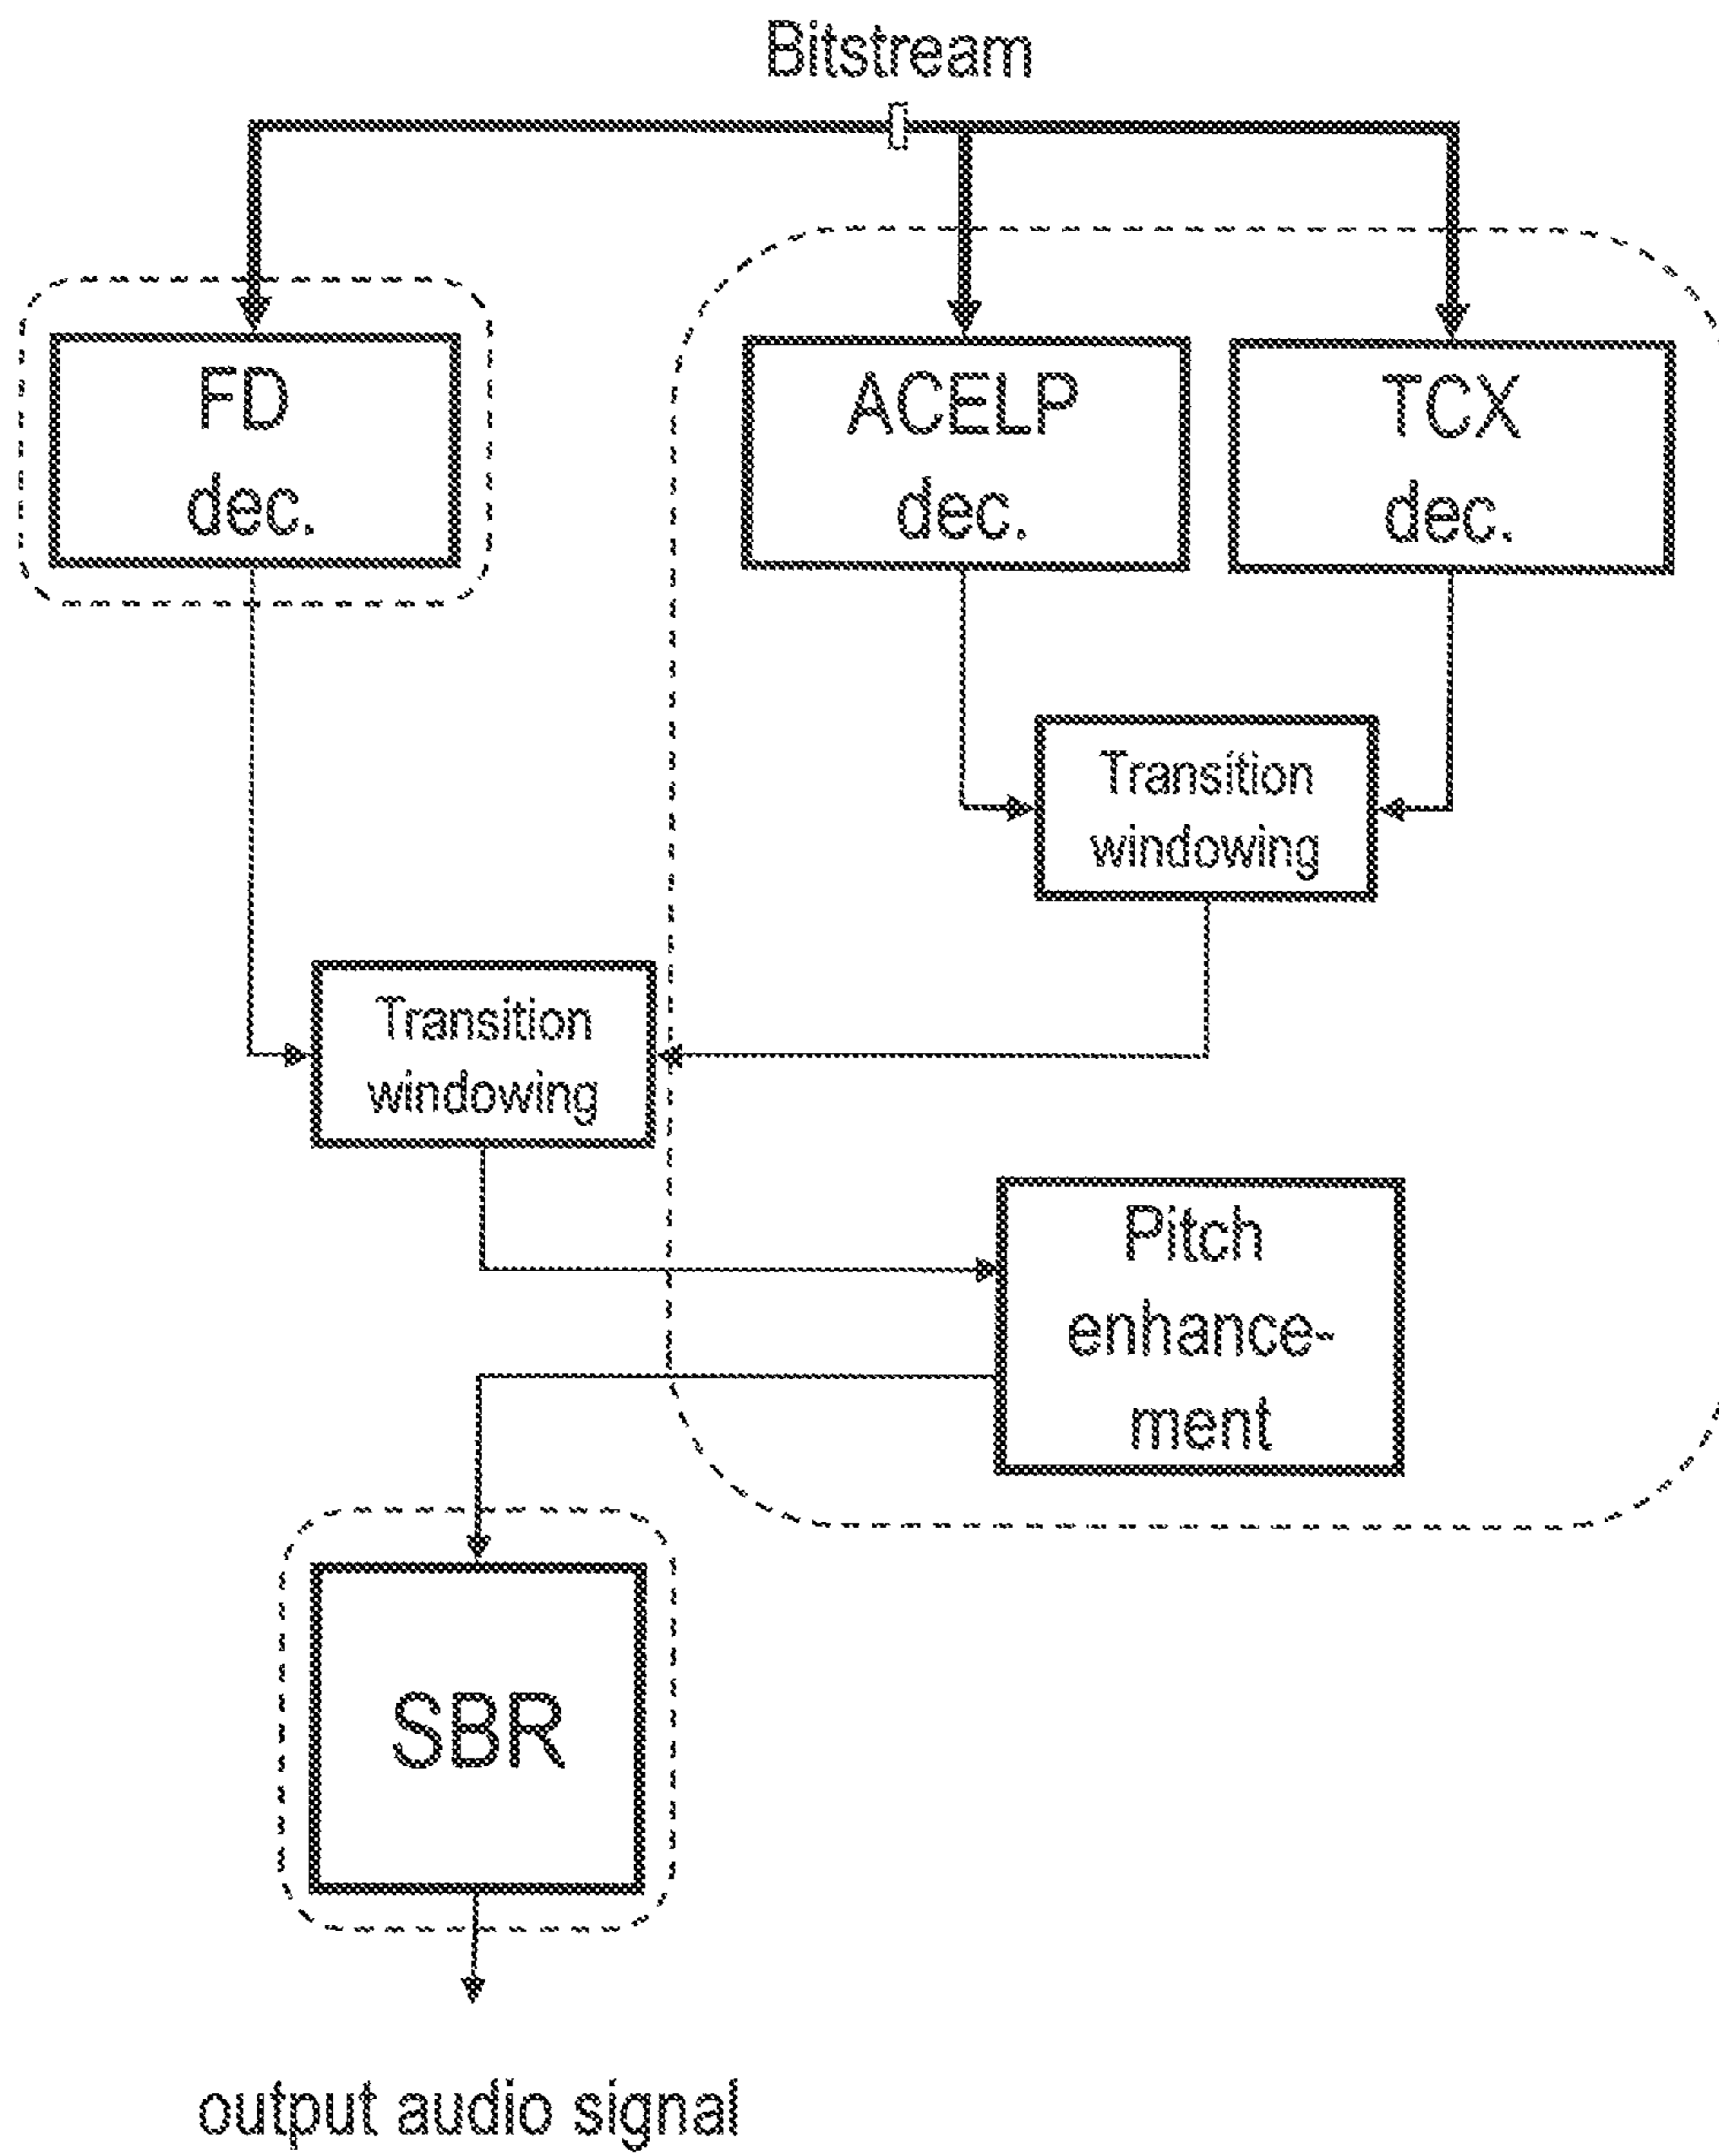 Bitstream
FD
dec.
ACELP
dec.
TCX
dec.
Transition
windowing
Transition
windowing
Pitch
enhance-
ment
SBR
output audio signal